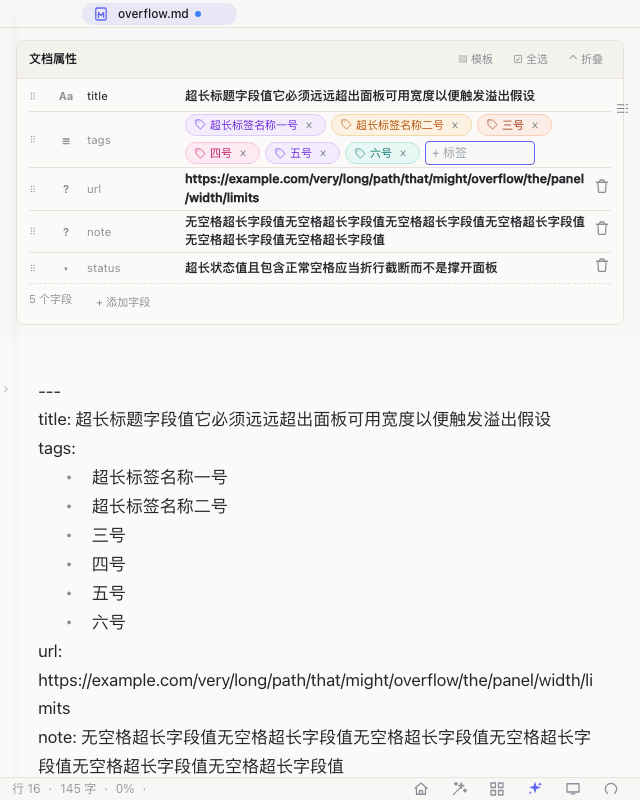 overflow.md
文档属性
模板
全选
折叠
Aa title 超长标题字段值它必须远远超出面板可用宽度以便触发溢出假设
tags 超长标签名称一号 × 超长标签名称二号 × 三号 ×
四号 × 五号 × 六号 × + 标签
? url https://example.com/very/long/path/that/might/overflow/the/panel
/width/limits
? note 无空格超长字段值无空格超长字段值无空格超长字段值无空格超长字段值
无空格超长字段值无空格超长字段值
status 超长状态值且包含正常空格应当折行截断而不是撑开面板
5 个字段 + 添加字段
---
title: 超长标题字段值它必须远远超出面板可用宽度以便触发溢出假设
tags:
• 超长标签名称一号
• 超长标签名称二号
• 三号
• 四号
• 五号
• 六号
url:
https://example.com/very/long/path/that/might/overflow/the/panel/width/li
mits
note: 无空格超长字段值无空格超长字段值无空格超长字段值无空格超长字
段值无空格超长字段值无空格超长字段值
行 16 · 145 字 · 0% ·